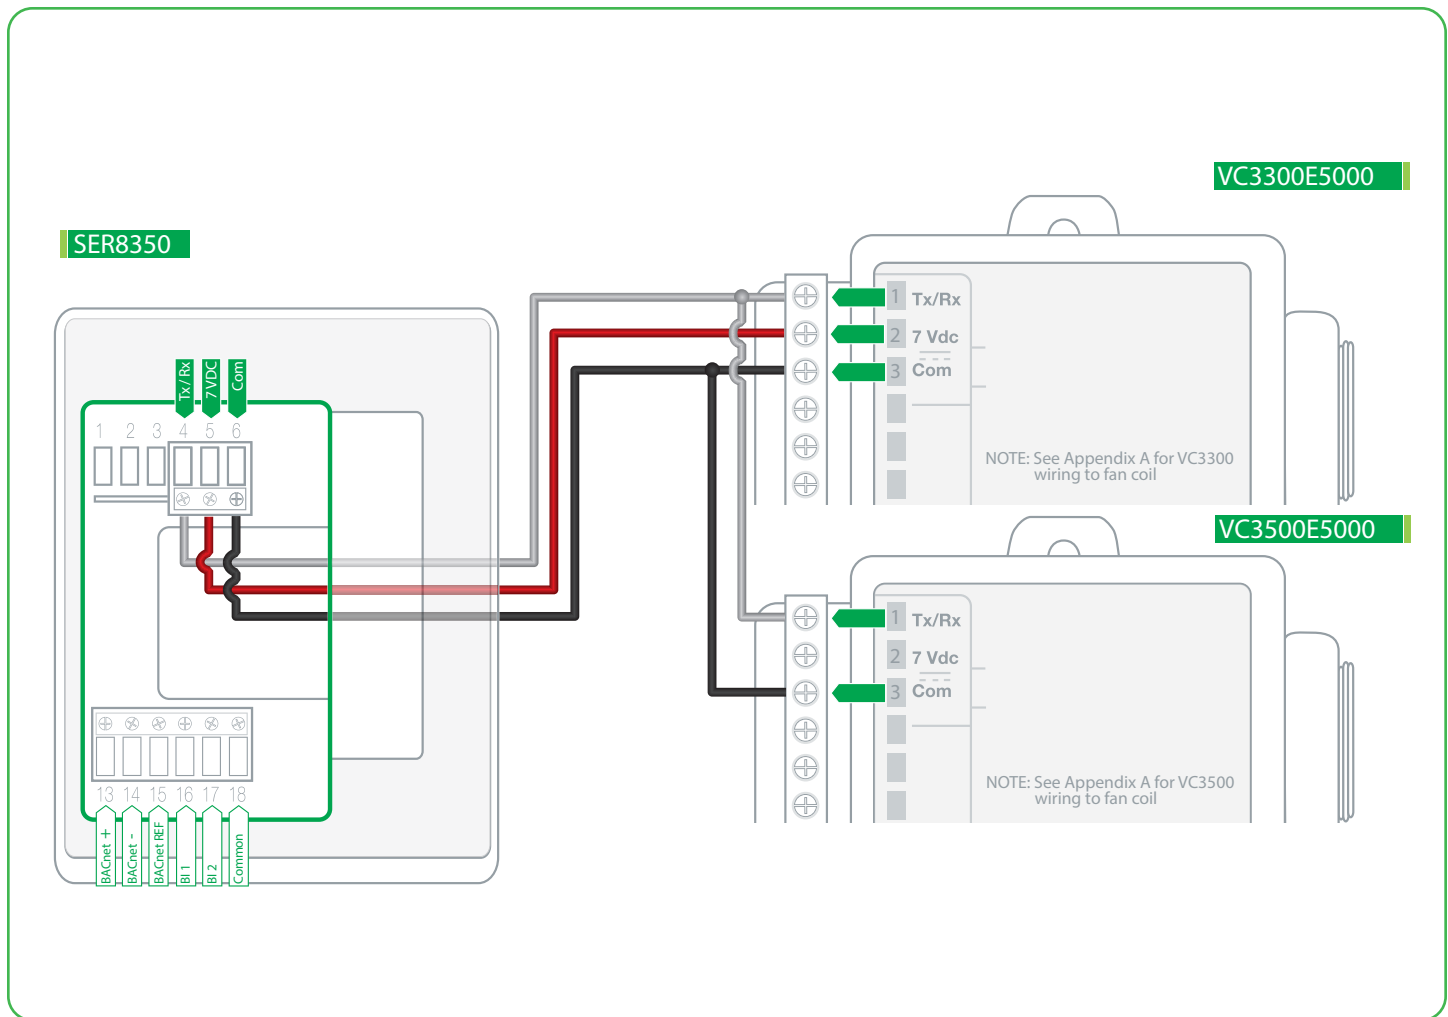 VC3300E5000
SER8350
Tx/Rx
7 VDC
Com
1 2 3 4 5 6
1 Tx/Rx
2 7 Vdc
3 Com
NOTE: See Appendix A for VC3300
wiring to fan coil
VC3500E5000
1 Tx/Rx
2 7 Vdc
3 Com
NOTE: See Appendix A for VC3500
wiring to fan coil
13 14 15 16 17 18
BACnet +
BACnet -
BACnet REF
BI 1
BI 2
Common